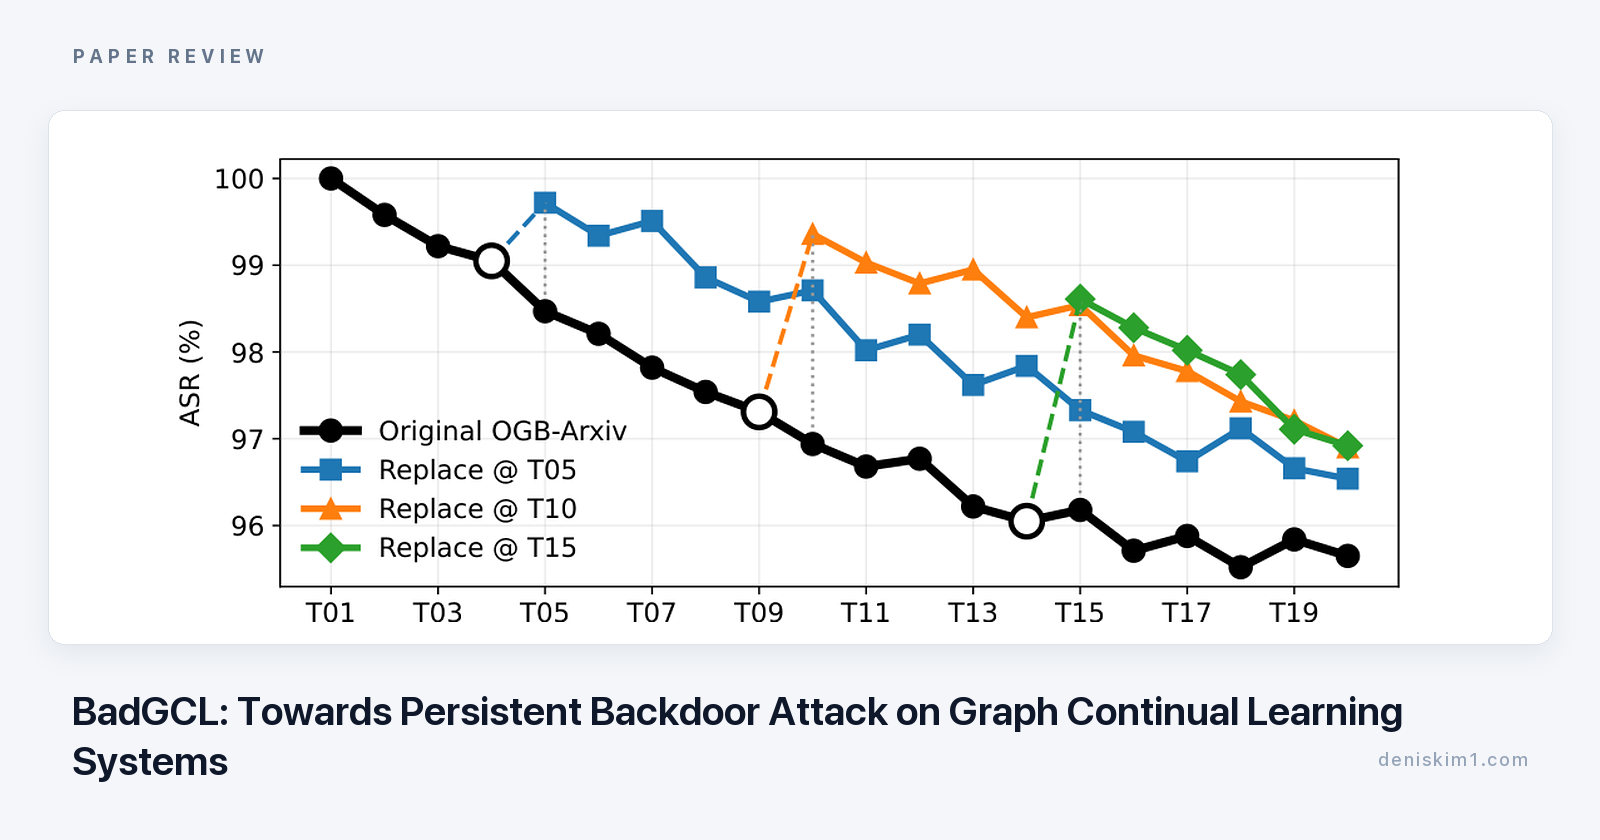 PAPER REVIEW
100
99
98
97
96
ASR (%)
Original OGB-Arxiv
Replace @ T05
Replace @ T10
Replace @ T15
T01 T03 T05 T07 T09 T11 T13 T15 T17 T19
BadGCL: Towards Persistent Backdoor Attack on Graph Continual Learning
Systems
deniskim1.com